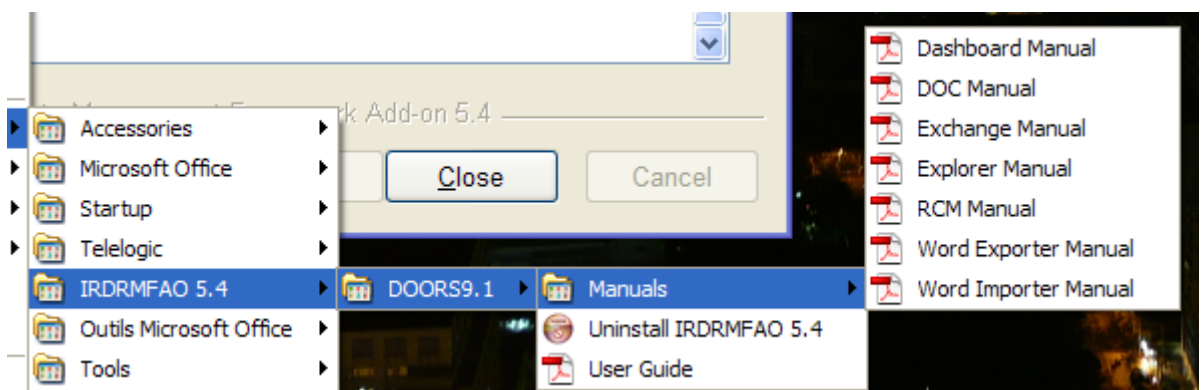 Add-on 5.4
Close
Cancel
Accessories
Microsoft Office
Startup
Telelogic
IRDRMFAO 5.4
Outils Microsoft Office
Tools
DOORS9.1
Manuals
Uninstall IRDRMFAO 5.4
User Guide
Dashboard Manual
DOC Manual
Exchange Manual
Explorer Manual
RCM Manual
Word Exporter Manual
Word Importer Manual